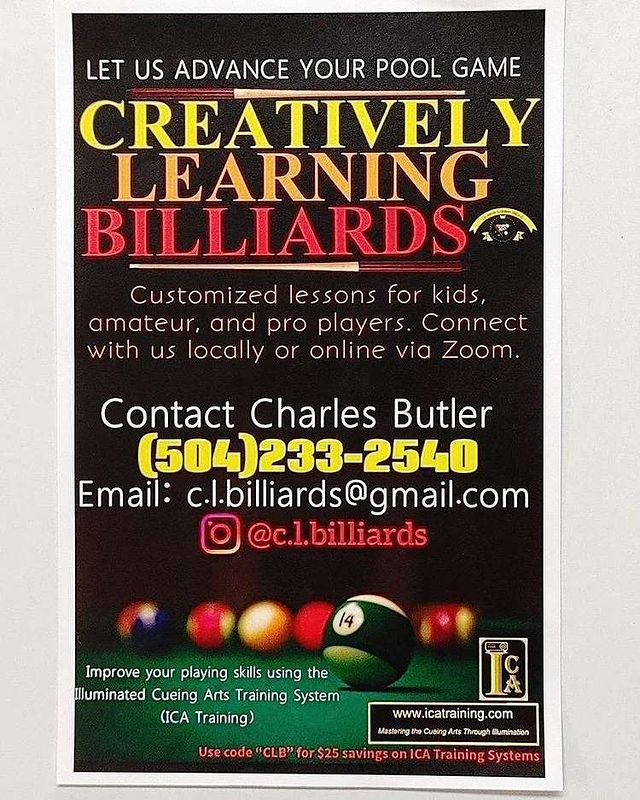 LET US ADVANCE YOUR POOL GAME
CREATIVELY
LEARNING
BILLIARDS
Customized lessons for kids,
amateur, and pro players. Connect
with us locally or online via Zoom.
Contact Charles Butler
(504)233-2540
Email: c.l.billiards@gmail.com
@c.l.billiards
14
Improve your playing skills using the
Illuminated Cueing Arts Training System
(ICA Training)
ICA
www.icatraining.com
Mastering the Cueing Arts Through Illumination
Use code "CLB" for $25 savings on ICA Training Systems